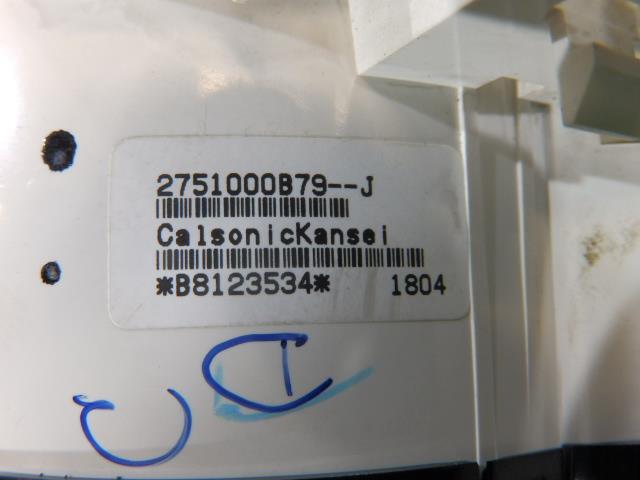 2751000B79--J
CalsonicKansei
*B8123534* 1804